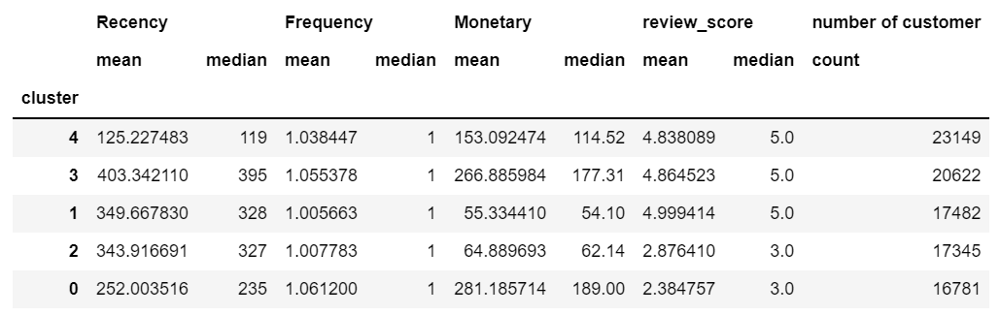 Recency Frequency Monetary review_score number of customer
mean median mean median mean median mean median count
cluster
4 125.227483 119 1.038447 1 153.092474 114.52 4.838089 5.0 23149
3 403.342110 395 1.055378 1 266.885984 177.31 4.864523 5.0 20622
1 349.667830 328 1.005663 1 55.334410 54.10 4.999414 5.0 17482
2 343.916691 327 1.007783 1 64.889693 62.14 2.876410 3.0 17345
0 252.003516 235 1.061200 1 281.185714 189.00 2.384757 3.0 16781